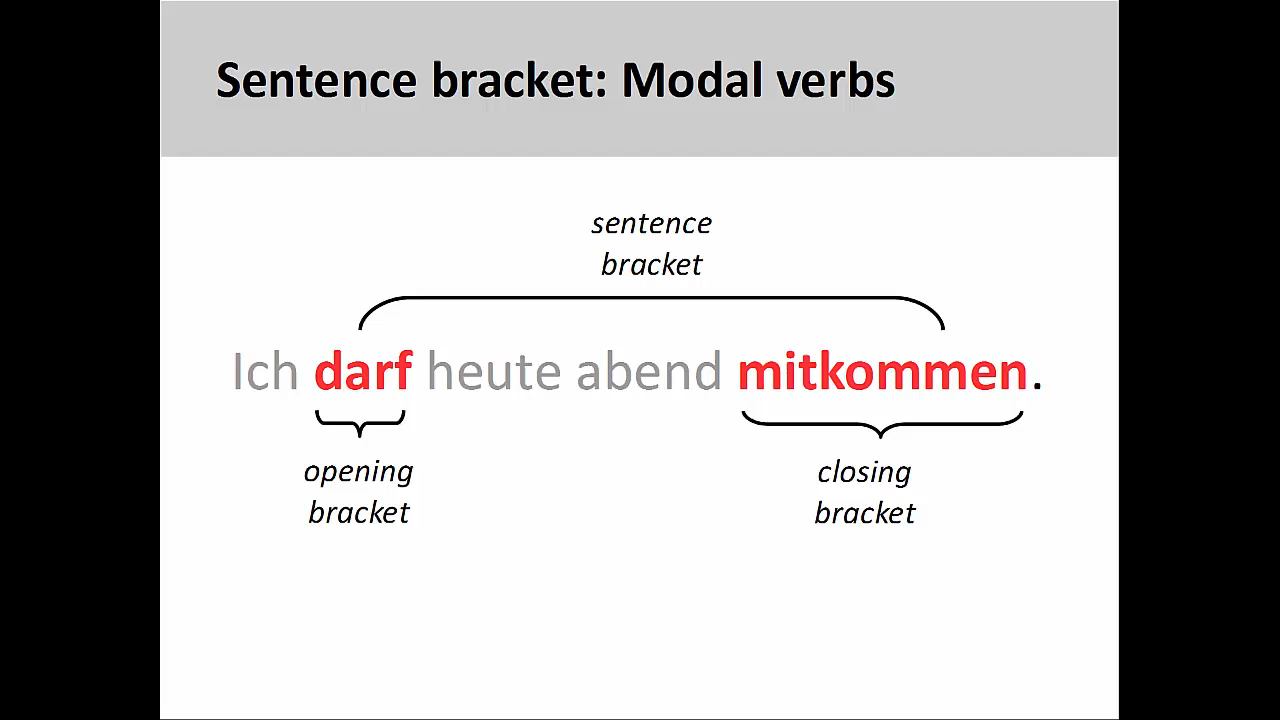 Sentence bracket: Modal verbs
sentence
bracket
Ich darf heute abend mitkommen.
opening
bracket
closing
bracket